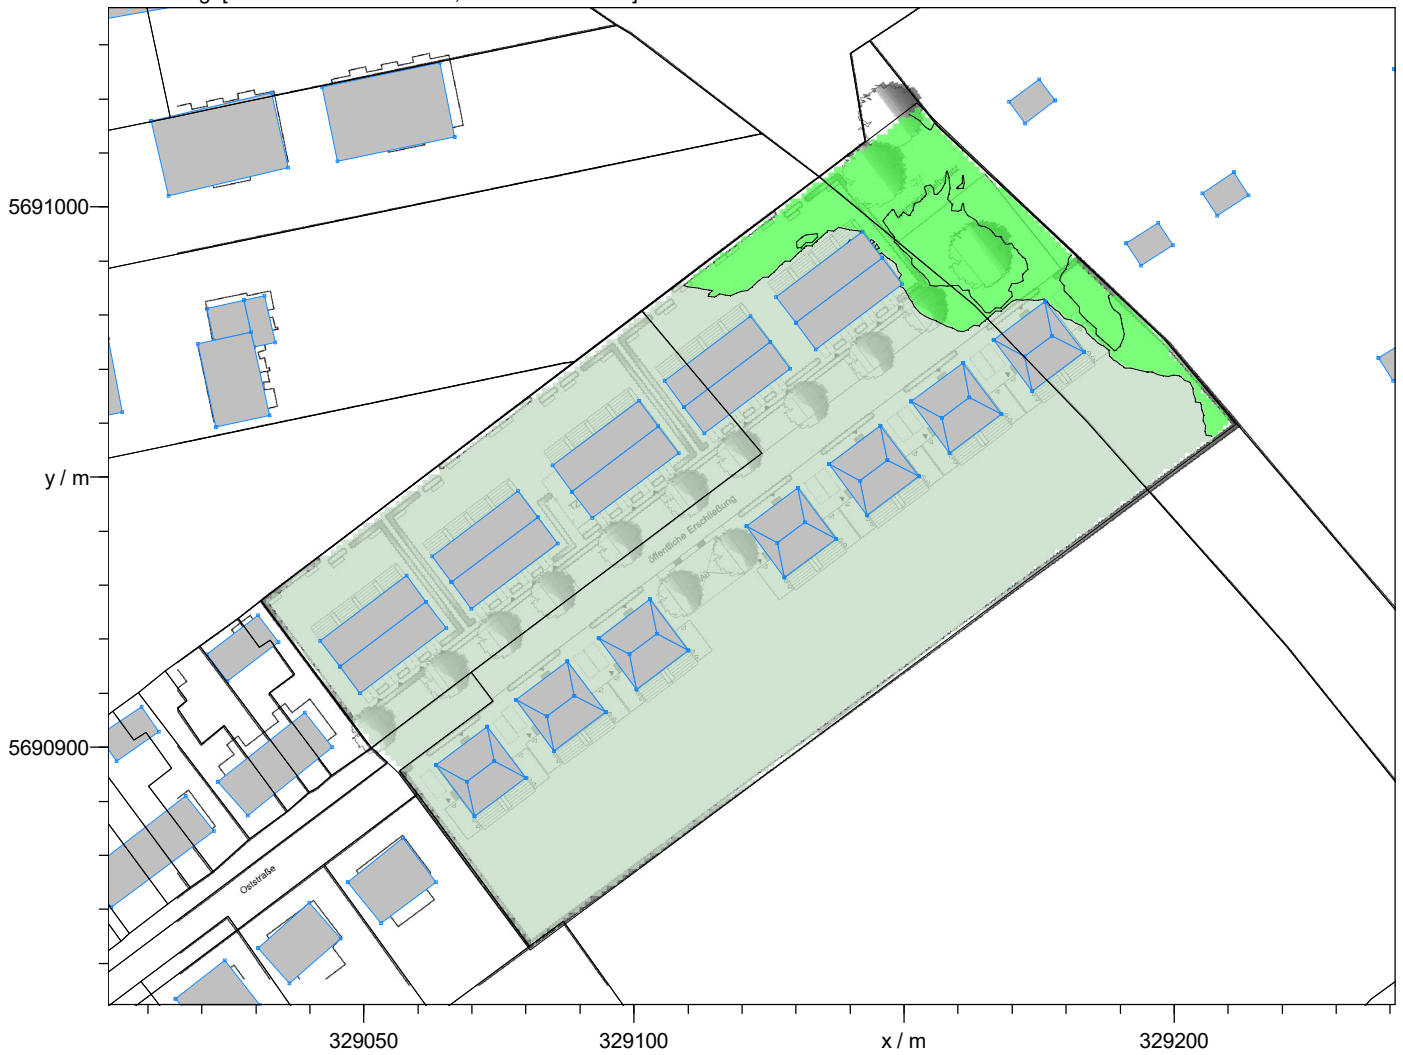 5691000
y / m
öffentliche Erschließung
5690900
Oststraße
329050
329100
x / m
329200